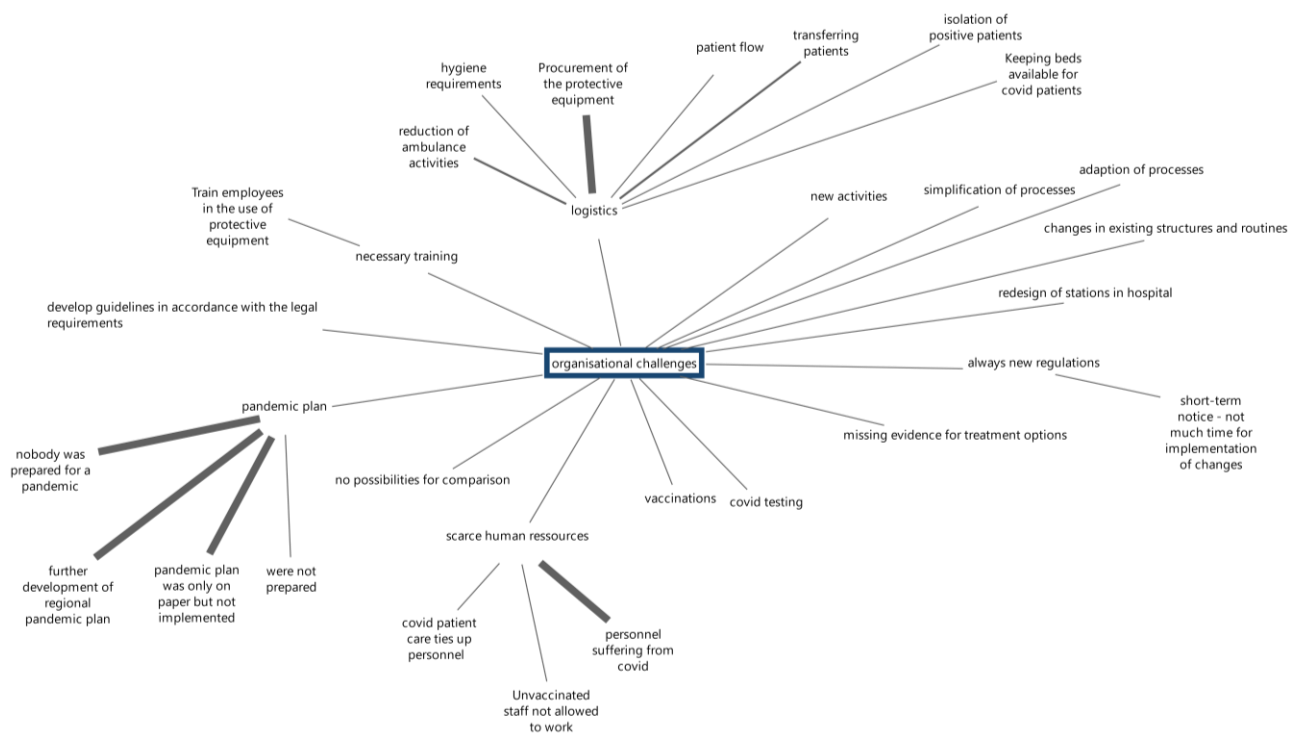 isolation of
positive patients
transferring
patients
patient flow
Keeping beds
available for
covid patients
hygiene
requirements
Procurement of
the protective
equipment
reduction of
ambulance
activities
logistics
adaption of processes
simplification of processes
new activities
changes in existing structures and routines
Train employees
in the use of
protective
equipment
necessary training
redesign of stations in hospital
develop guidelines in accordance with the legal
requirements
organisational challenges
always new regulations
short-term
notice - not
much time for
implementation
of changes
pandemic plan
missing evidence for treatment options
nobody was
prepared for a
pandemic
no possibilities for comparison
vaccinations
covid testing
scarce human ressources
further
development of
regional
pandemic plan
pandemic plan
was only on
paper but not
implemented
were not
prepared
covid patient
care ties up
personnel
personnel
suffering from
covid
Unvaccinated
staff not allowed
to work